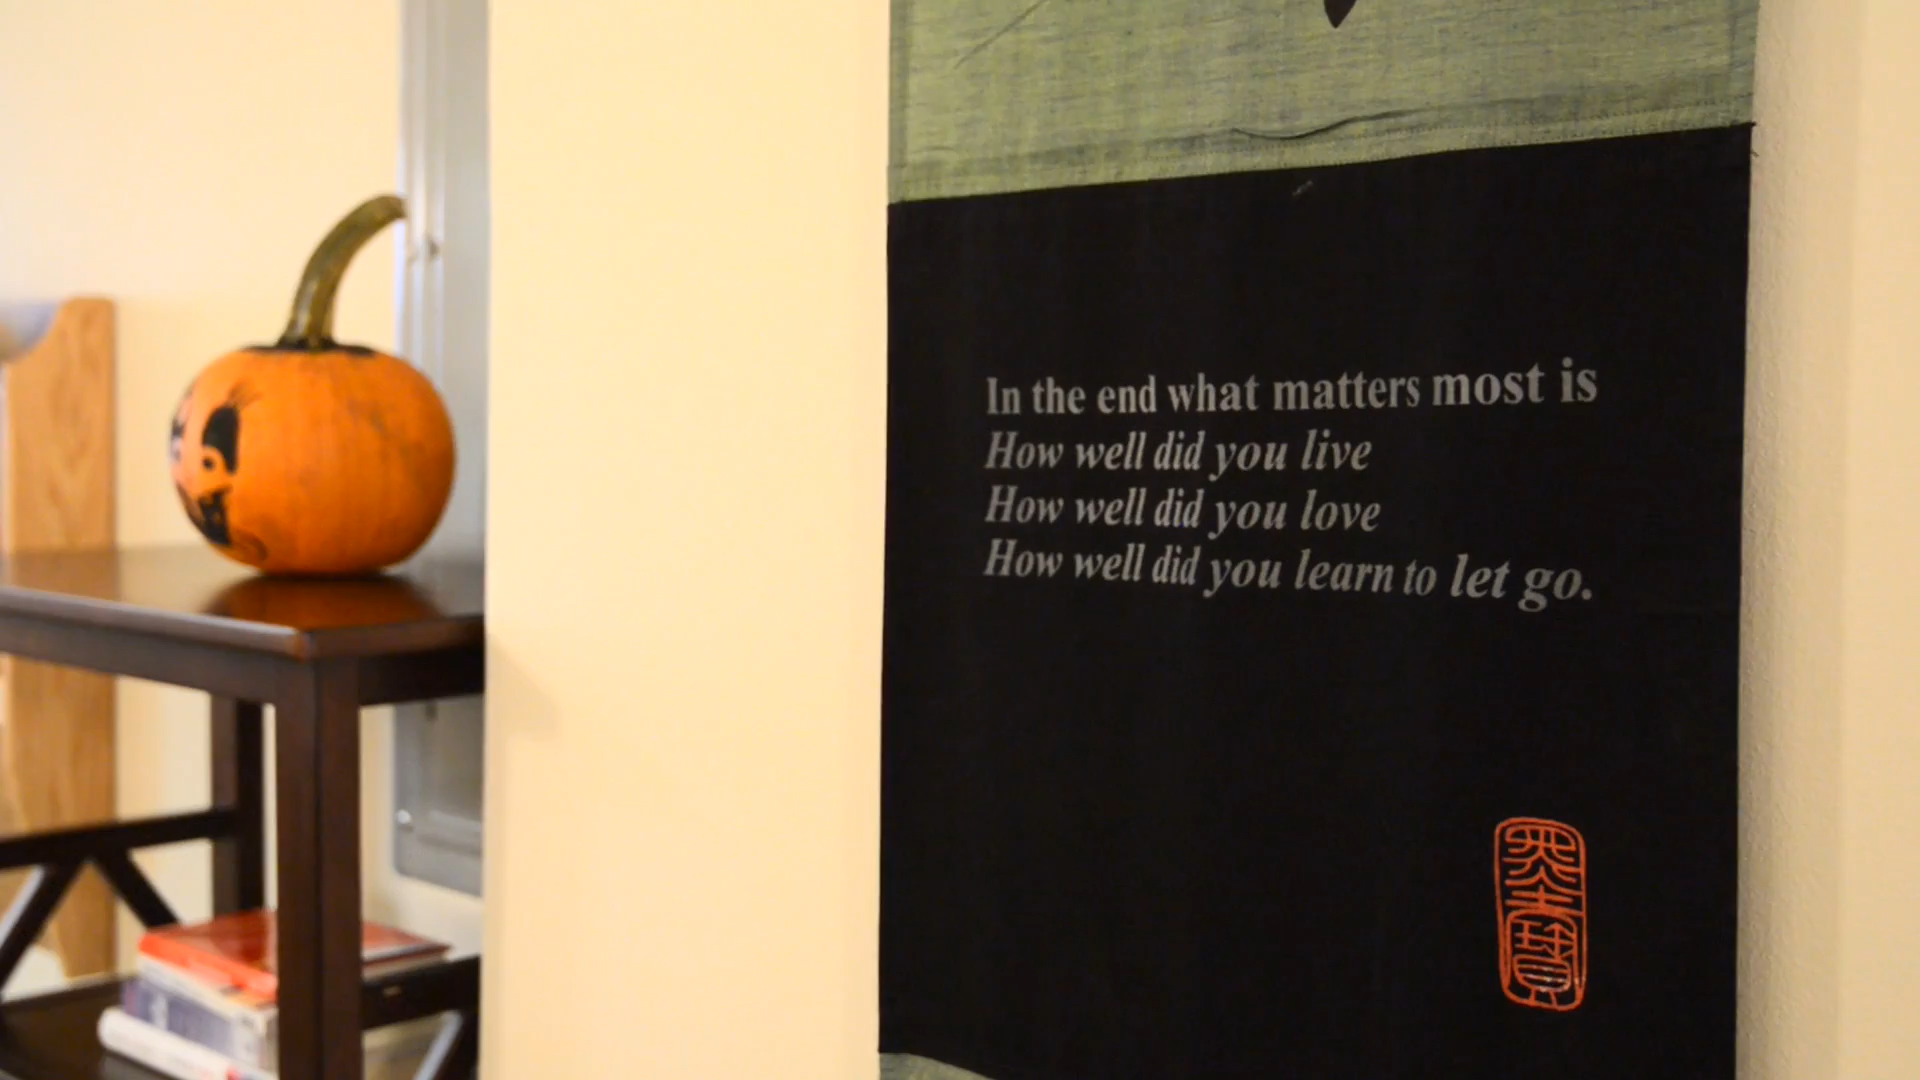 In the end what matters most is
How well did you live
How well did you love
How well did you learn to let go.